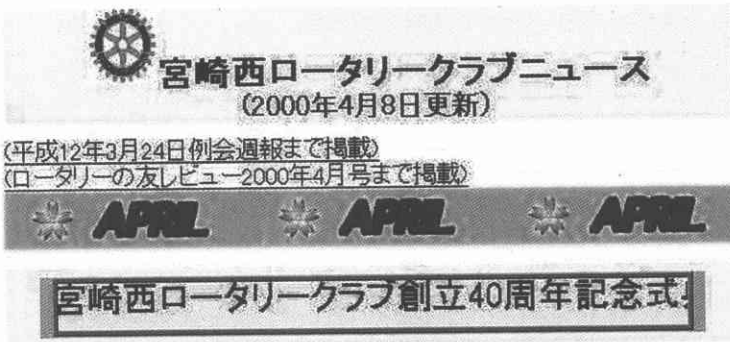 宮崎西ロータリークラブニュース
(2000年4月8日更新)
(平成12年3月24日例会週報まで掲載)
(ロータリーの友レビュー2000年4月号まで掲載)
APRIL APRIL APRIL
宮崎西ロータリークラブ創立40周年記念式